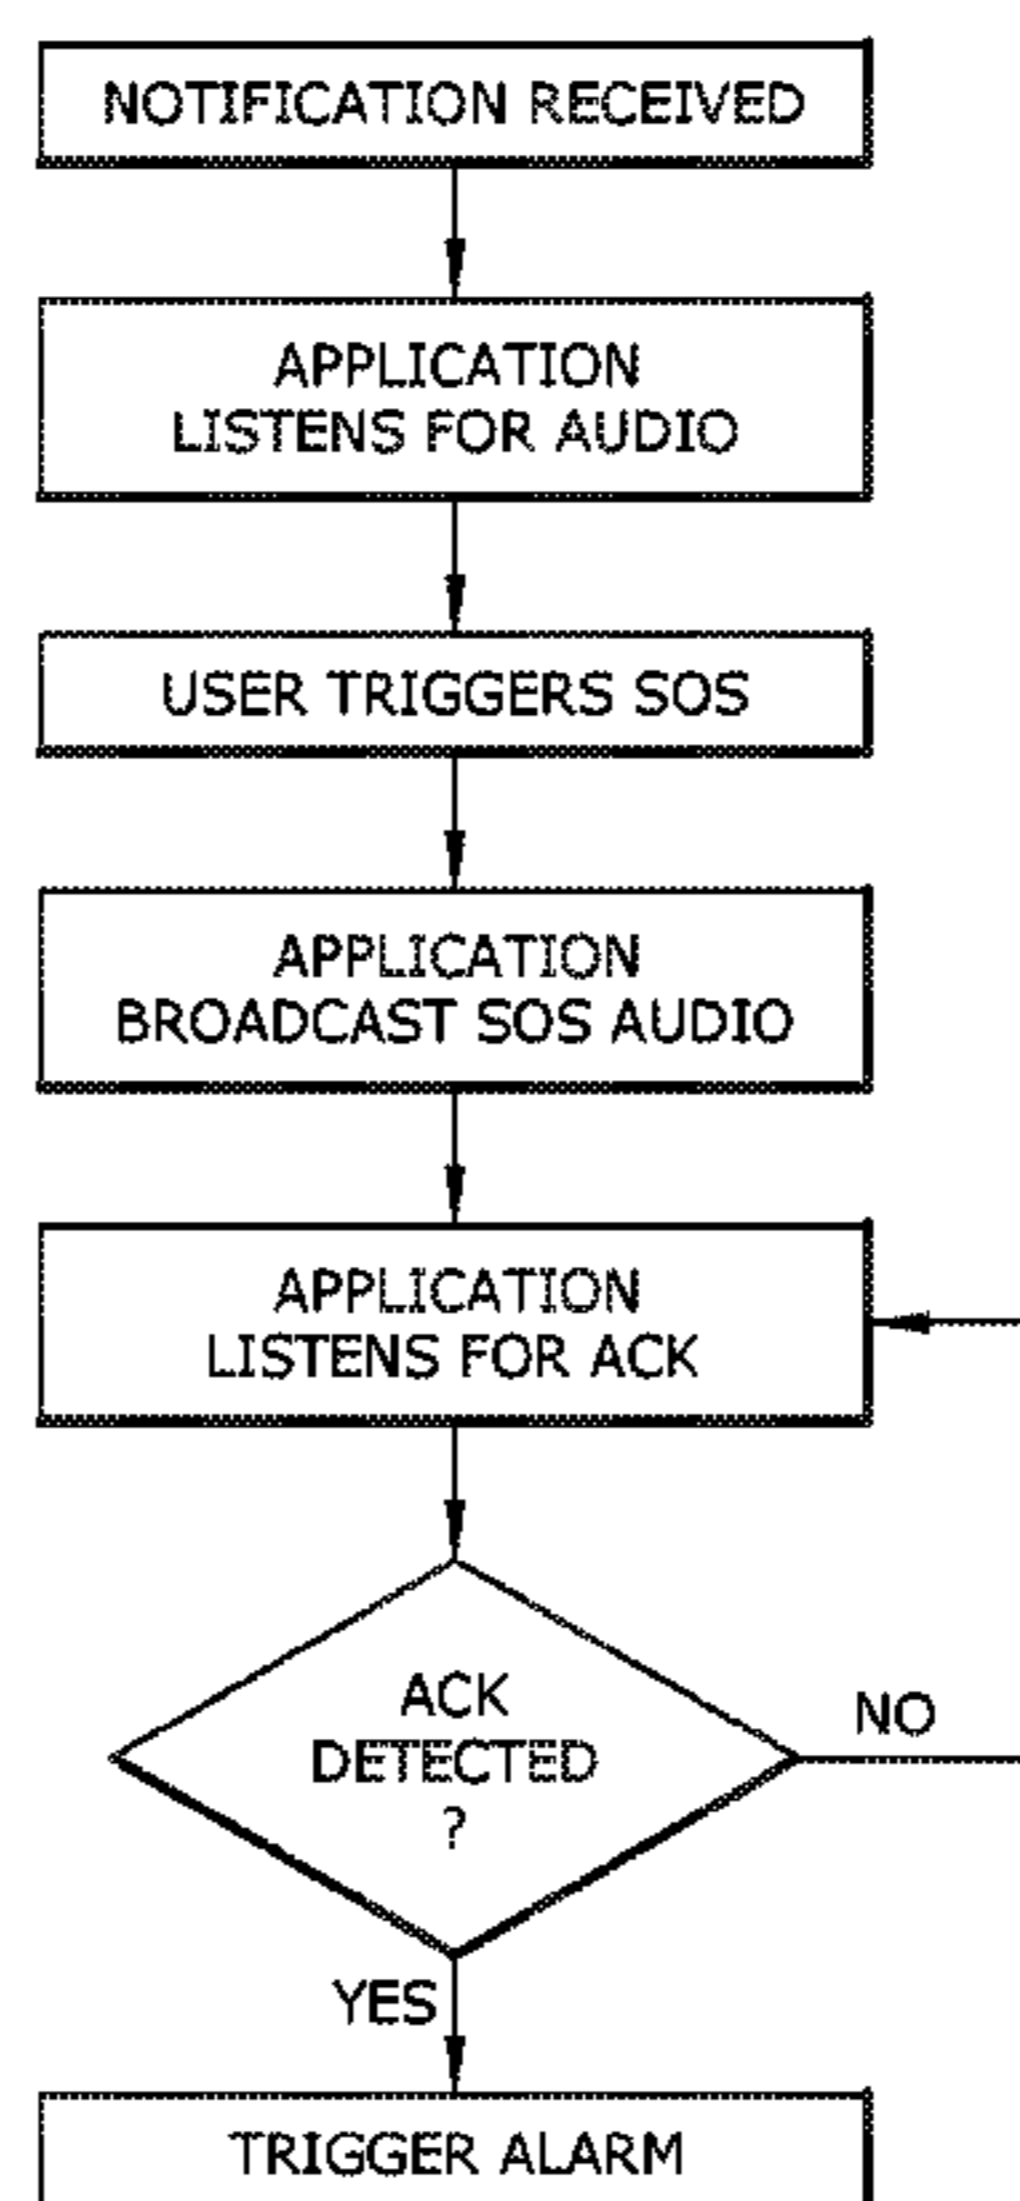 NOTIFICATION RECEIVED
APPLICATION
LISTENS FOR AUDIO
USER TRIGGERS SOS
APPLICATION
BROADCAST SOS AUDIO
APPLICATION
LISTENS FOR ACK
ACK
DETECTED
?
NO
YES
TRIGGER ALARM